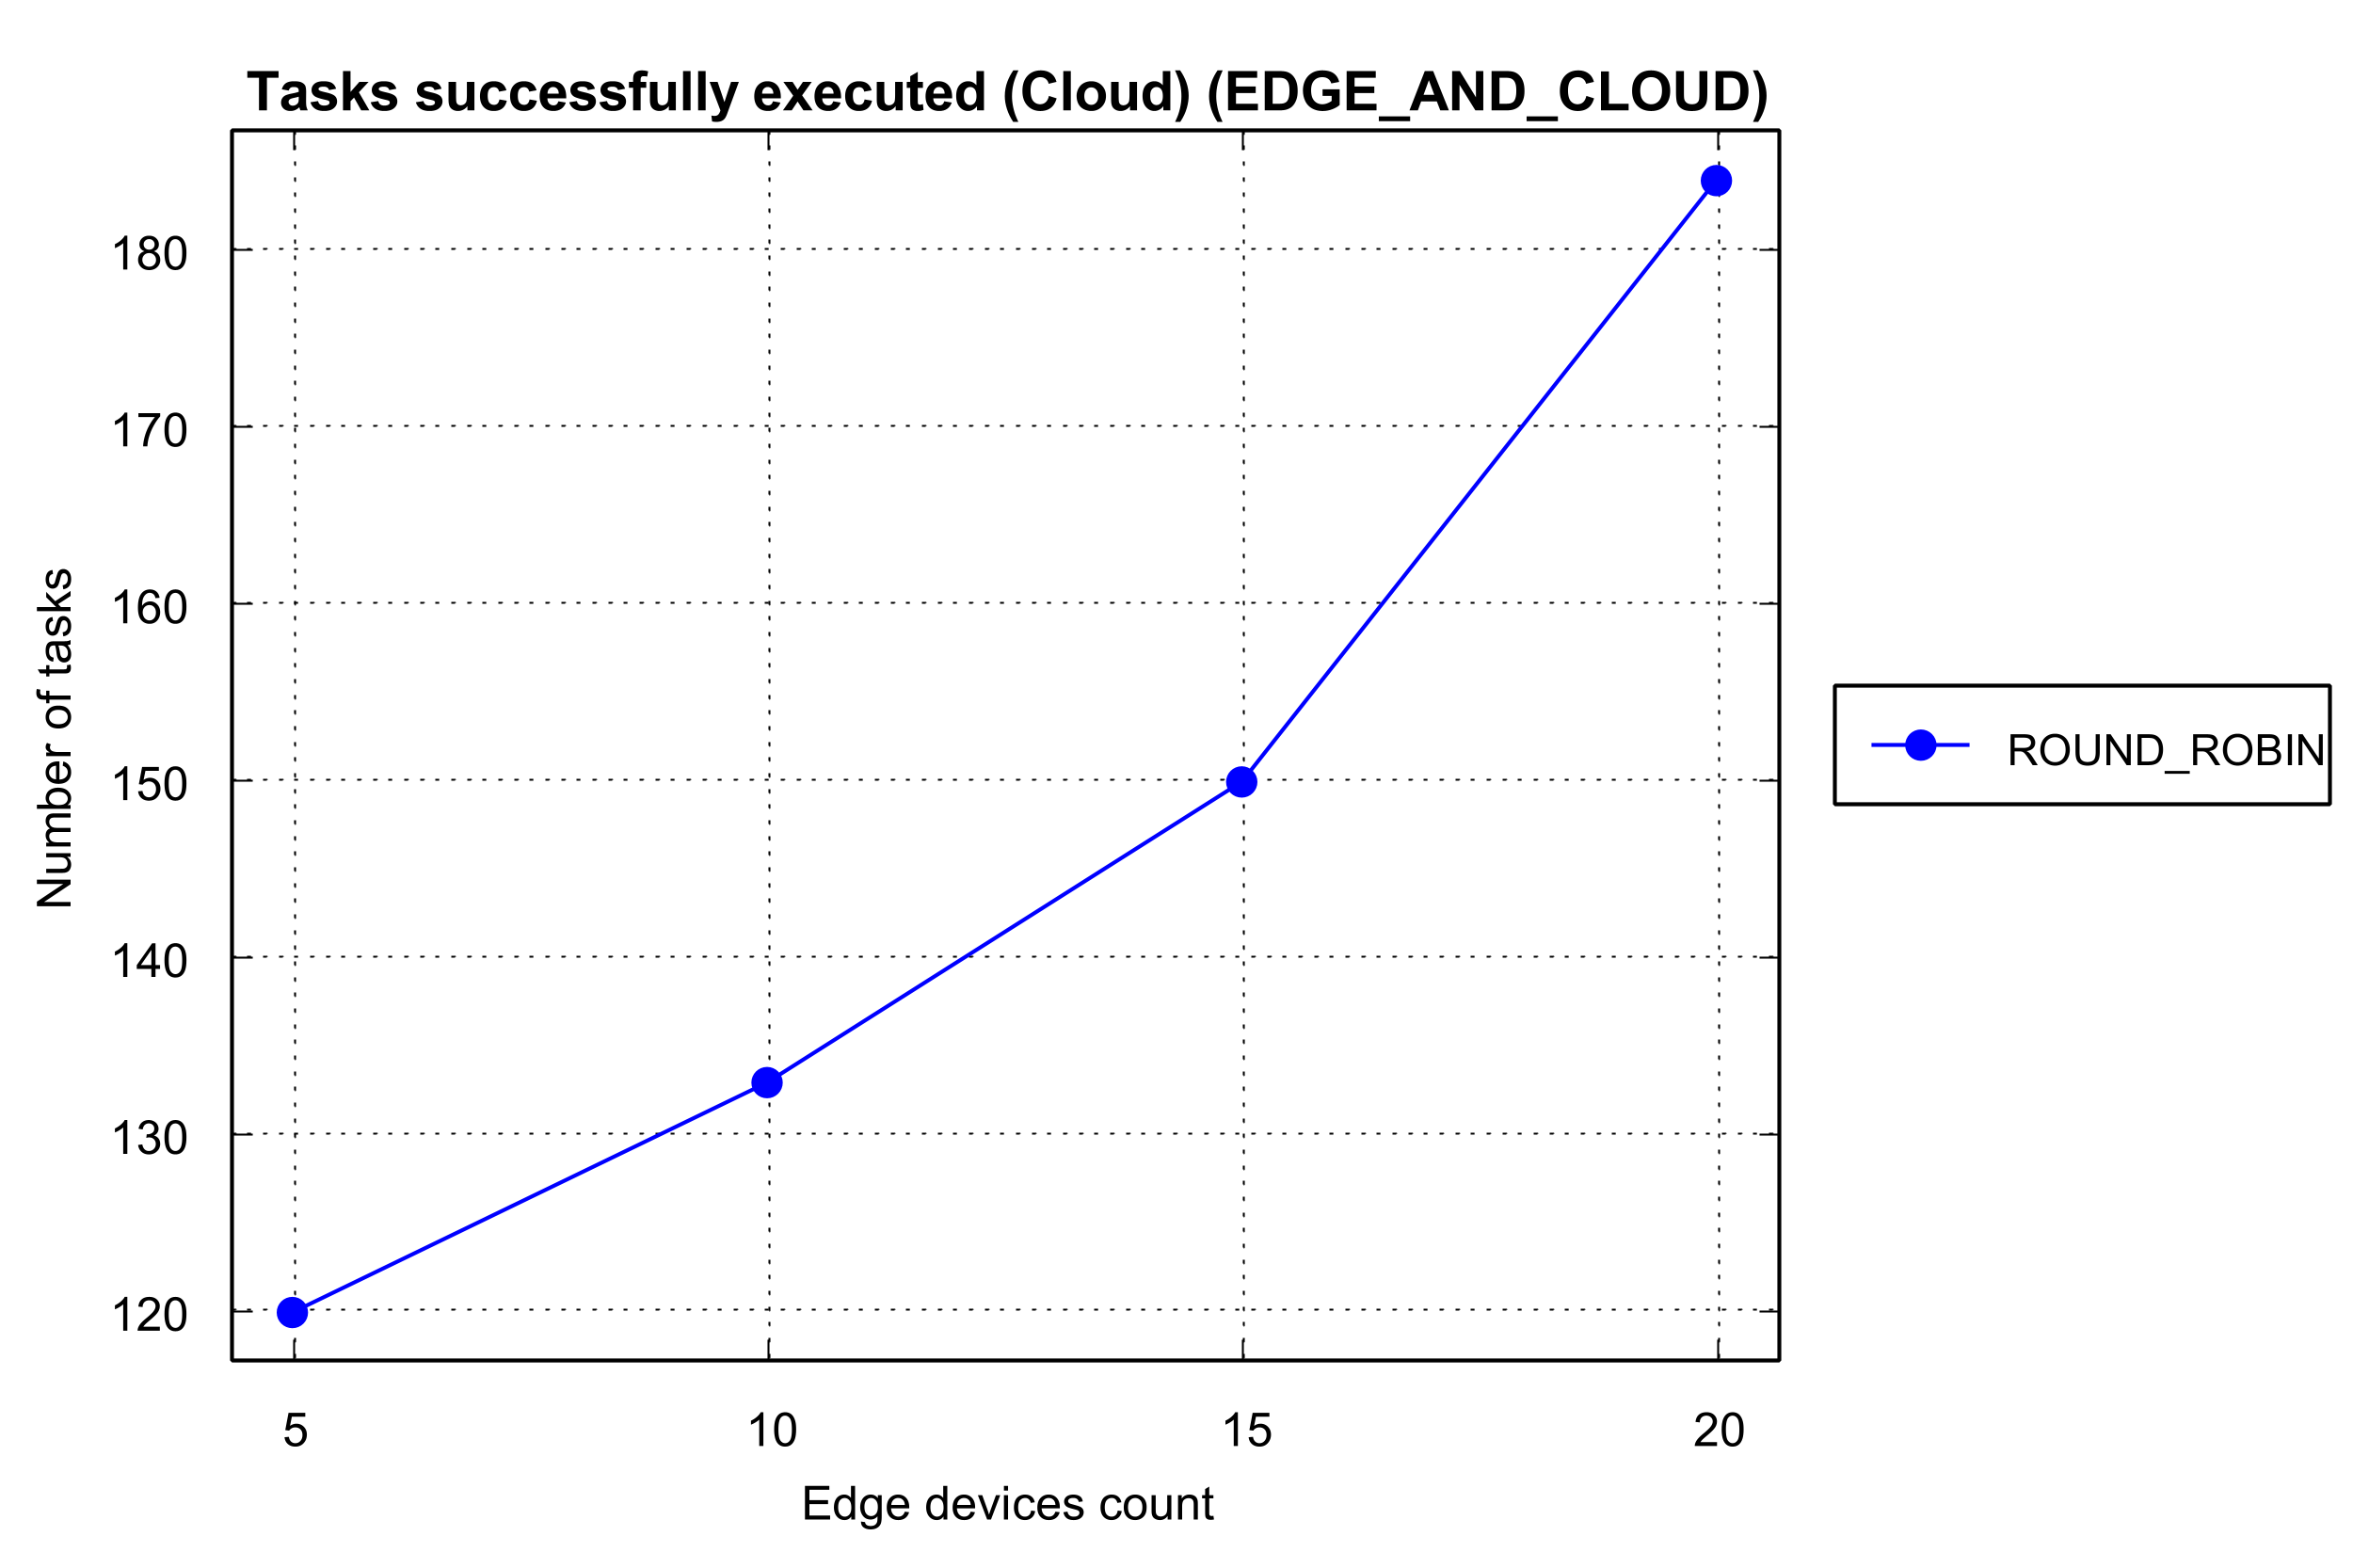 Tasks successfully executed (Cloud) (EDGE_AND_CLOUD)
180
170
160
150
140
130
120
Number of tasks
5 10 15 20
Edge devices count
ROUND_ROBIN